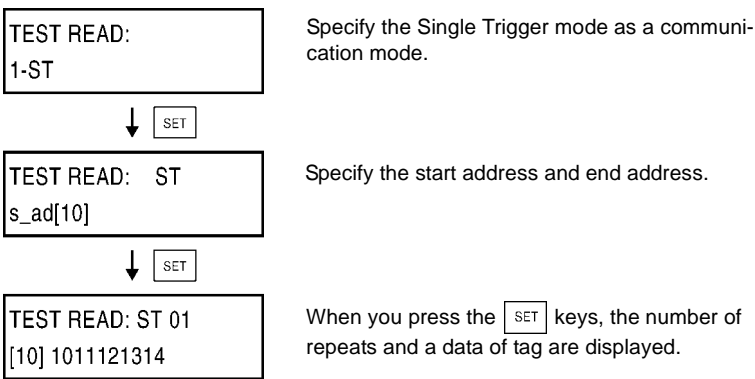 TEST READ:
1-ST
Specify the Single Trigger mode as a communi-
cation mode.
SET
TEST READ: ST
s_ad[10]
Specify the start address and end address.
SET
TEST READ: ST 01
[10] 1011121314
When you press the SET keys, the number of
repeats and a data of tag are displayed.